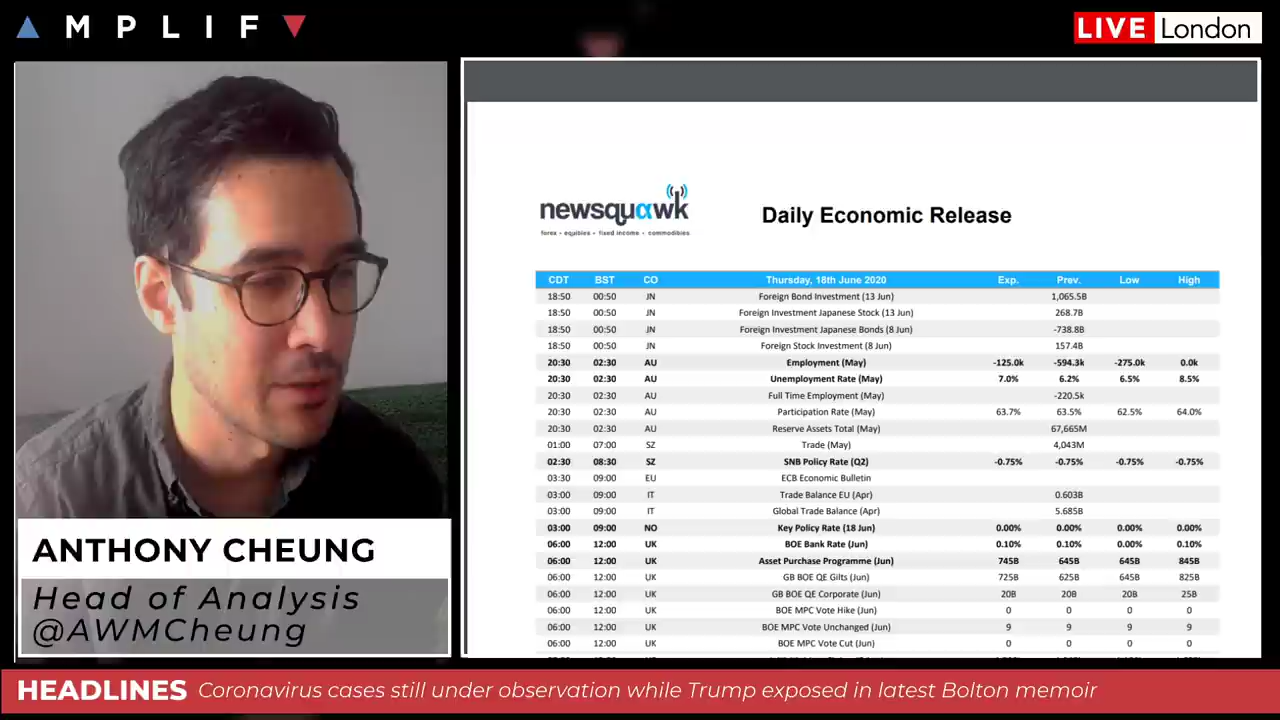 AMPLIFY
LIVE London
newsquawk
forex • equities • fixed income • commodities
Daily Economic Release
CDT BST CO Thursday, 18th June 2020 Exp. Prev. Low High
18:50 00:50 JN Foreign Bond Investment (13 Jun) 1,065.5B
18:50 00:50 JN Foreign Investment Japanese Stock (13 Jun) 268.7B
18:50 00:50 JN Foreign Investment Japanese Bonds (8 Jun) -738.8B
18:50 00:50 JN Foreign Stock Investment (8 Jun) 157.4B
20:30 02:30 AU Employment (May) -125.0k -594.3k -275.0k 0.0k
20:30 02:30 AU Unemployment Rate (May) 7.0% 6.2% 6.5% 8.5%
20:30 02:30 AU Full Time Employment (May) -220.5k
20:30 02:30 AU Participation Rate (May) 63.7% 63.5% 62.5% 64.0%
20:30 02:30 AU Reserve Assets Total (May) 67,665M
01:00 07:00 SZ Trade (May) 4,043M
02:30 08:30 SZ SNB Policy Rate (Q2) -0.75% -0.75% -0.75% -0.75%
03:30 09:00 EU ECB Economic Bulletin
03:00 09:00 IT Trade Balance EU (Apr) 0.603B
03:00 09:00 IT Global Trade Balance (Apr) 5.685B
03:00 09:00 NO Key Policy Rate (18 Jun) 0.00% 0.00% 0.00% 0.00%
06:00 12:00 UK BOE Bank Rate (Jun) 0.10% 0.10% 0.00% 0.10%
06:00 12:00 UK Asset Purchase Programme (Jun) 745B 645B 645B 845B
06:00 12:00 UK GB BOE QE Gilts (Jun) 725B 625B 645B 825B
06:00 12:00 UK GB BOE QE Corporate (Jun) 20B 20B 20B 25B
06:00 12:00 UK BOE MPC Vote Hike (Jun) 0 0 0 0
06:00 12:00 UK BOE MPC Vote Unchanged (Jun) 9 9 9 9
06:00 12:00 UK BOE MPC Vote Cut (Jun) 0 0 0 0
ANTHONY CHEUNG
Head of Analysis
@AWMCheung
HEADLINES Coronavirus cases still under observation while Trump exposed in latest Bolton memoir